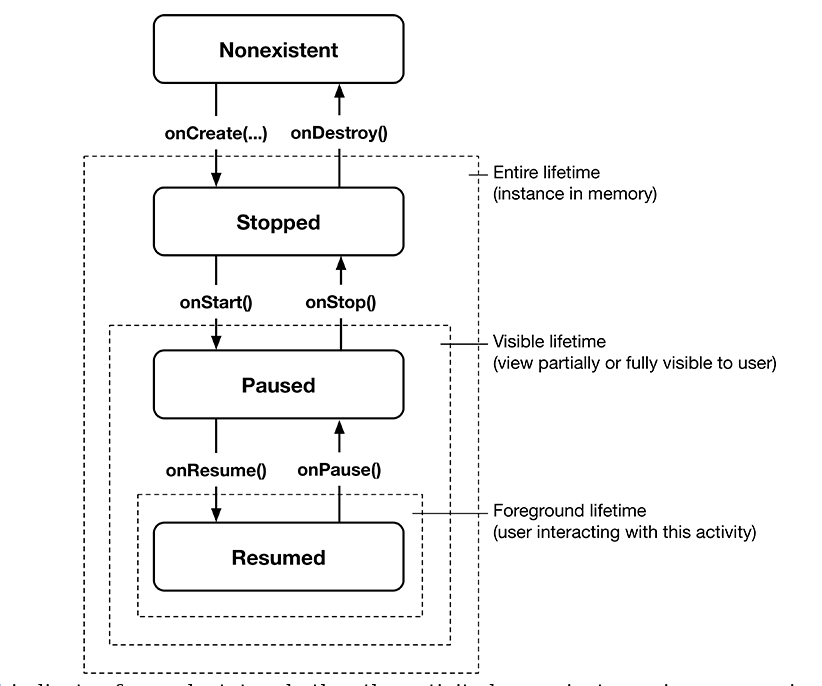 Nonexistent
onCreate(...) onDestroy()
Entire lifetime
(instance in memory)
Stopped
onStart() onStop()
Visible lifetime
(view partially or fully visible to user)
Paused
onResume() onPause()
Foreground lifetime
(user interacting with this activity)
Resumed